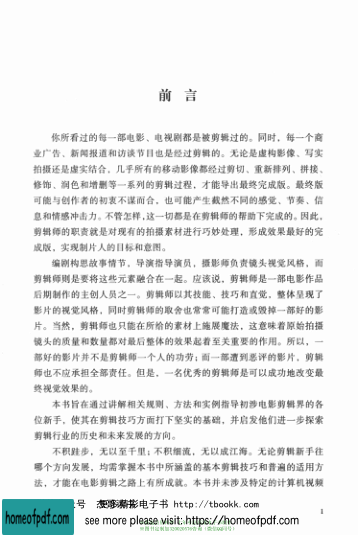 前 言
你所看过的每一部电影、电视剧都是被剪辑过的。同时，每一个商
业广告、新闻报道和访谈节目也是经过剪辑的。无论是虚构影像、写实
拍摄还是虚实结合，几乎所有的移动影像都经过剪切、重新排列、拼接、
修饰、润色和增删等一系列的剪辑过程，才能导出最终完成版。最终版
可能与创作者的初衷不谋而合，也可能产生截然不同的感觉、节奏、信
息和情感冲击力。不管怎样，这一切都是在剪辑师的帮助下完成的。因此，
剪辑师的职责就是对现有的拍摄素材进行巧妙处理，形成效果最好的完
成版，实现制片人的目标和意图。
编剧构思故事情节，导演指导演员，摄影师负责镜头视觉风格，而
剪辑师则是要将这些元素融合在一起。应该说，剪辑师是一部电影作品
后期制作的主创人员之一。剪辑师以其技能、技巧和直觉，整体呈现了
影片的视觉风格，同时剪辑师的取舍也常常可能打造或毁掉一部好的影
片。当然，剪辑师也只能在所给的素材上施展魔法，这意味着原始拍摄
镜头的质量和数量都对最后整体的效果起着至关重要的作用。所以，一
部好的影片并不是剪辑师一个人的功劳；而一部遭到恶评的影片，剪辑
师也不应承担全部责任。但是，一名优秀的剪辑师是可以成功地改变最
终视觉效果的。
本书旨在通过讲解相关规则、方法和实例指导初涉电影剪辑界的各
位新手，使其在剪辑技巧方面打下坚实的基础，并启发他们进一步探索
剪辑行业的历史和未来发展的方向。
不积跬步，无以至千里；不积细流，无以成江海。无论剪辑新手往
哪个方向发展，均需掌握本书中所涵盖的基本剪辑技巧和普遍的适用方
法，才能在电影剪辑之路上有所成就。本书并未涉及特定的计算机视频
号 影电子书 http://tbookk.com
1
homeofpdf.com
see more please visit: https://homeofpdf.com